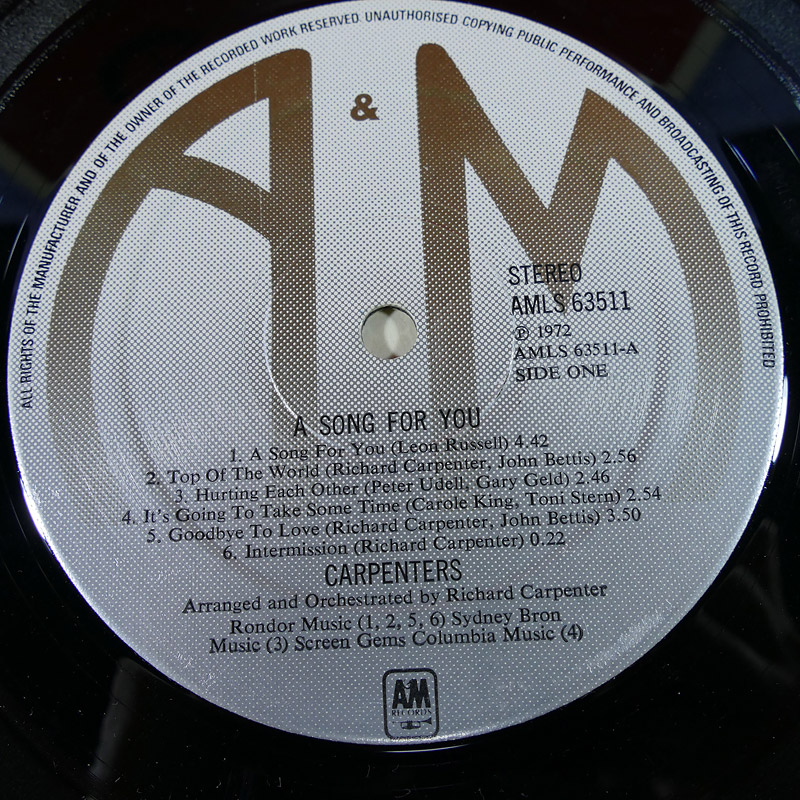 ALL RIGHTS OF THE MANUFACTURER AND OF THE OWNER OF THE RECORDED WORK RESERVED. UNAUTHORISED COPYING PUBLIC PERFORMANCE AND BROADCASTING OF THIS RECORD PROHIBITED
A & M
STEREO
AMLS 63511
℗ 1972
AMLS 63511-A
SIDE ONE
A SONG FOR YOU
1. A Song For You (Leon Russell) 4.42
2. Top Of The World (Richard Carpenter, John Bettis) 2.56
3. Hurting Each Other (Peter Udell, Gary Geld) 2.46
4. It's Going To Take Some Time (Carole King, Toni Stern) 2.54
5. Goodbye To Love (Richard Carpenter, John Bettis) 3.50
6. Intermission (Richard Carpenter) 0.22
CARPENTERS
Arranged and Orchestrated by Richard Carpenter
Rondor Music (1, 2, 5, 6) Sydney Bron
Music (3) Screen Gems Columbia Music (4)
A&M
RECORDS